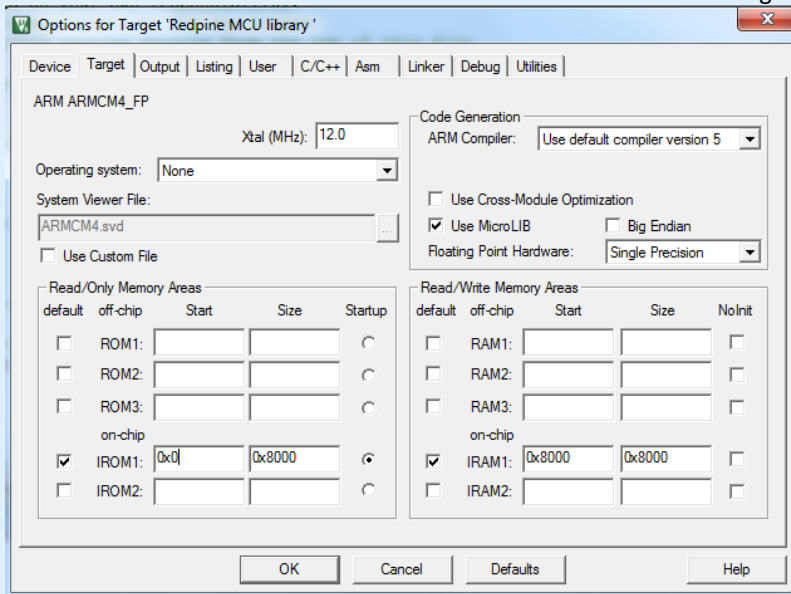 Options for Target 'Redpine MCU library '
Device Target Output Listing User C/C++ Asm Linker Debug Utilities
ARM ARMCM4_FP
Xtal (MHz): 12.0
Operating system: None
System Viewer File:
ARMCM4.svd ...
Use Custom File
Code Generation
ARM Compiler: Use default compiler version 5
Use Cross-Module Optimization
Use MicroLIB Big Endian
Floating Point Hardware: Single Precision
Read/Only Memory Areas
default off-chip Start Size Startup
ROM1:
ROM2:
ROM3:
on-chip
IROM1: 0x0 0x8000
IROM2:
Read/Write Memory Areas
default off-chip Start Size NoInit
RAM1:
RAM2:
RAM3:
on-chip
IRAM1: 0x8000 0x8000
IRAM2:
OK Cancel Defaults Help